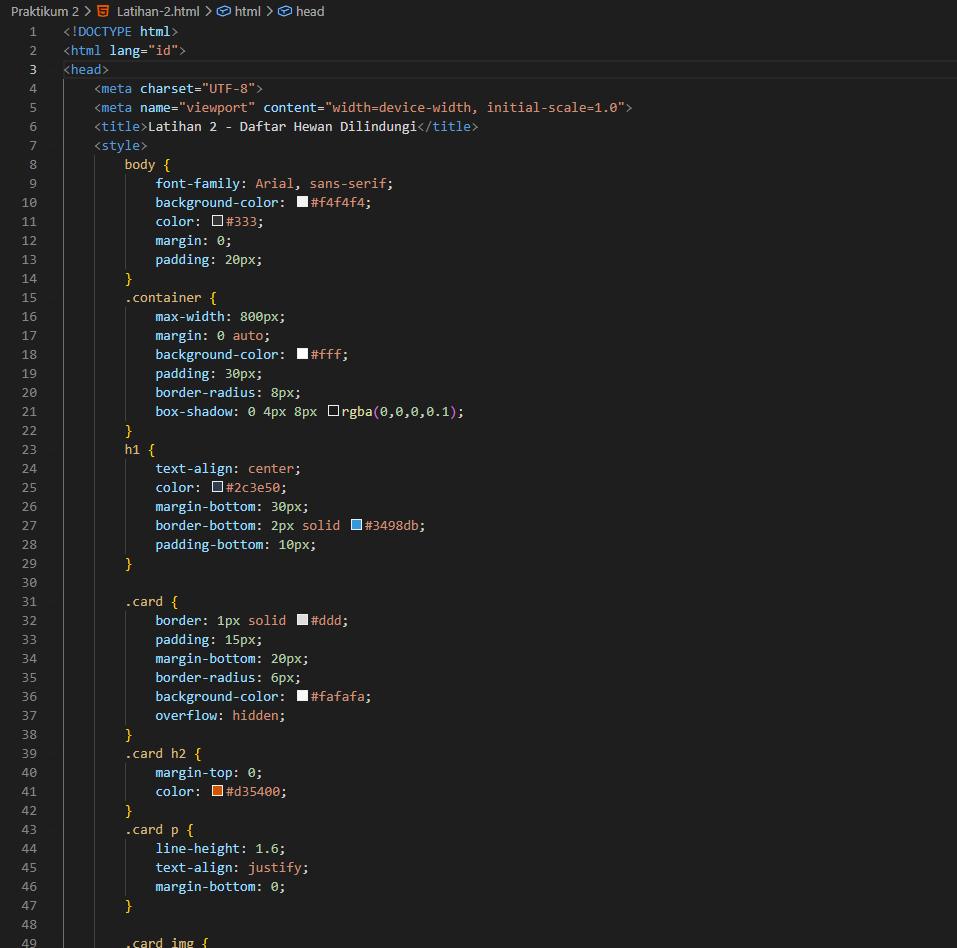 Praktikum 2 > Latihan-2.html > html > head
1 <!DOCTYPE html>
2 <html lang="id">
3 <head>
4     <meta charset="UTF-8">
5     <meta name="viewport" content="width=device-width, initial-scale=1.0">
6     <title>Latihan 2 - Daftar Hewan Dilindungi</title>
7     <style>
8         body {
9             font-family: Arial, sans-serif;
10             background-color: #f4f4f4;
11             color: #333;
12             margin: 0;
13             padding: 20px;
14         }
15         .container {
16             max-width: 800px;
17             margin: 0 auto;
18             background-color: #fff;
19             padding: 30px;
20             border-radius: 8px;
21             box-shadow: 0 4px 8px rgba(0,0,0,0.1);
22         }
23         h1 {
24             text-align: center;
25             color: #2c3e50;
26             margin-bottom: 30px;
27             border-bottom: 2px solid #3498db;
28             padding-bottom: 10px;
29         }
30
31         .card {
32             border: 1px solid #ddd;
33             padding: 15px;
34             margin-bottom: 20px;
35             border-radius: 6px;
36             background-color: #fafafa;
37             overflow: hidden;
38         }
39         .card h2 {
40             margin-top: 0;
41             color: #d35400;
42         }
43         .card p {
44             line-height: 1.6;
45             text-align: justify;
46             margin-bottom: 0;
47         }
48
49         .card img {